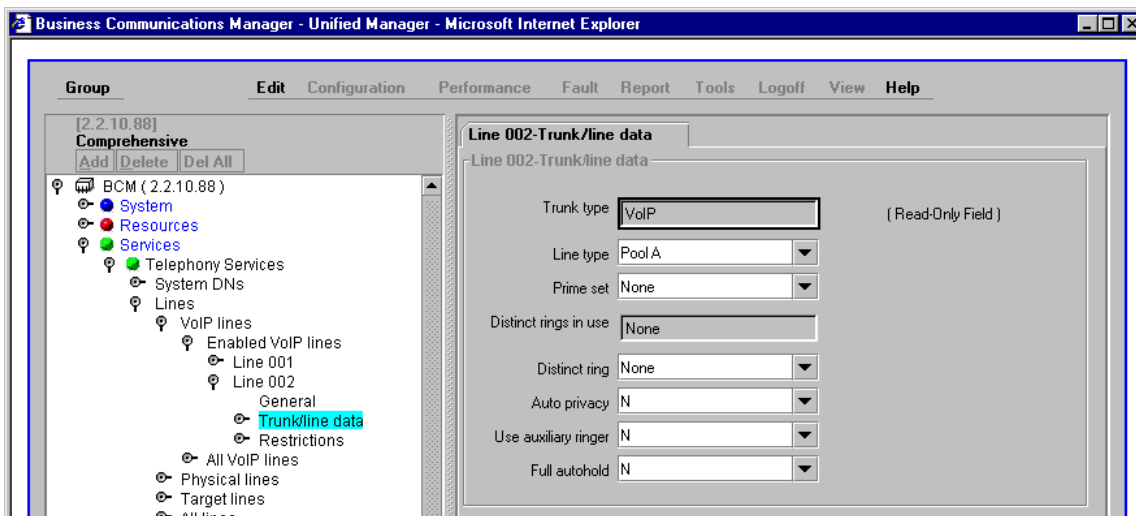 Business Communications Manager - Unified Manager - Microsoft Internet Explorer
Group Edit Configuration Performance Fault Report Tools Logoff View Help
[2.2.10.88]
Comprehensive
Add Delete Del All
BCM ( 2.2.10.88 )
System
Resources
Services
Telephony Services
System DNs
Lines
VoIP lines
Enabled VoIP lines
Line 001
Line 002
General
Trunk/line data
Restrictions
All VoIP lines
Physical lines
Target lines
All lines
Line 002-Trunk/line data
Line 002-Trunk/line data
Trunk type VoIP ( Read-Only Field )
Line type Pool A
Prime set None
Distinct rings in use None
Distinct ring None
Auto privacy N
Use auxiliary ringer N
Full autohold N